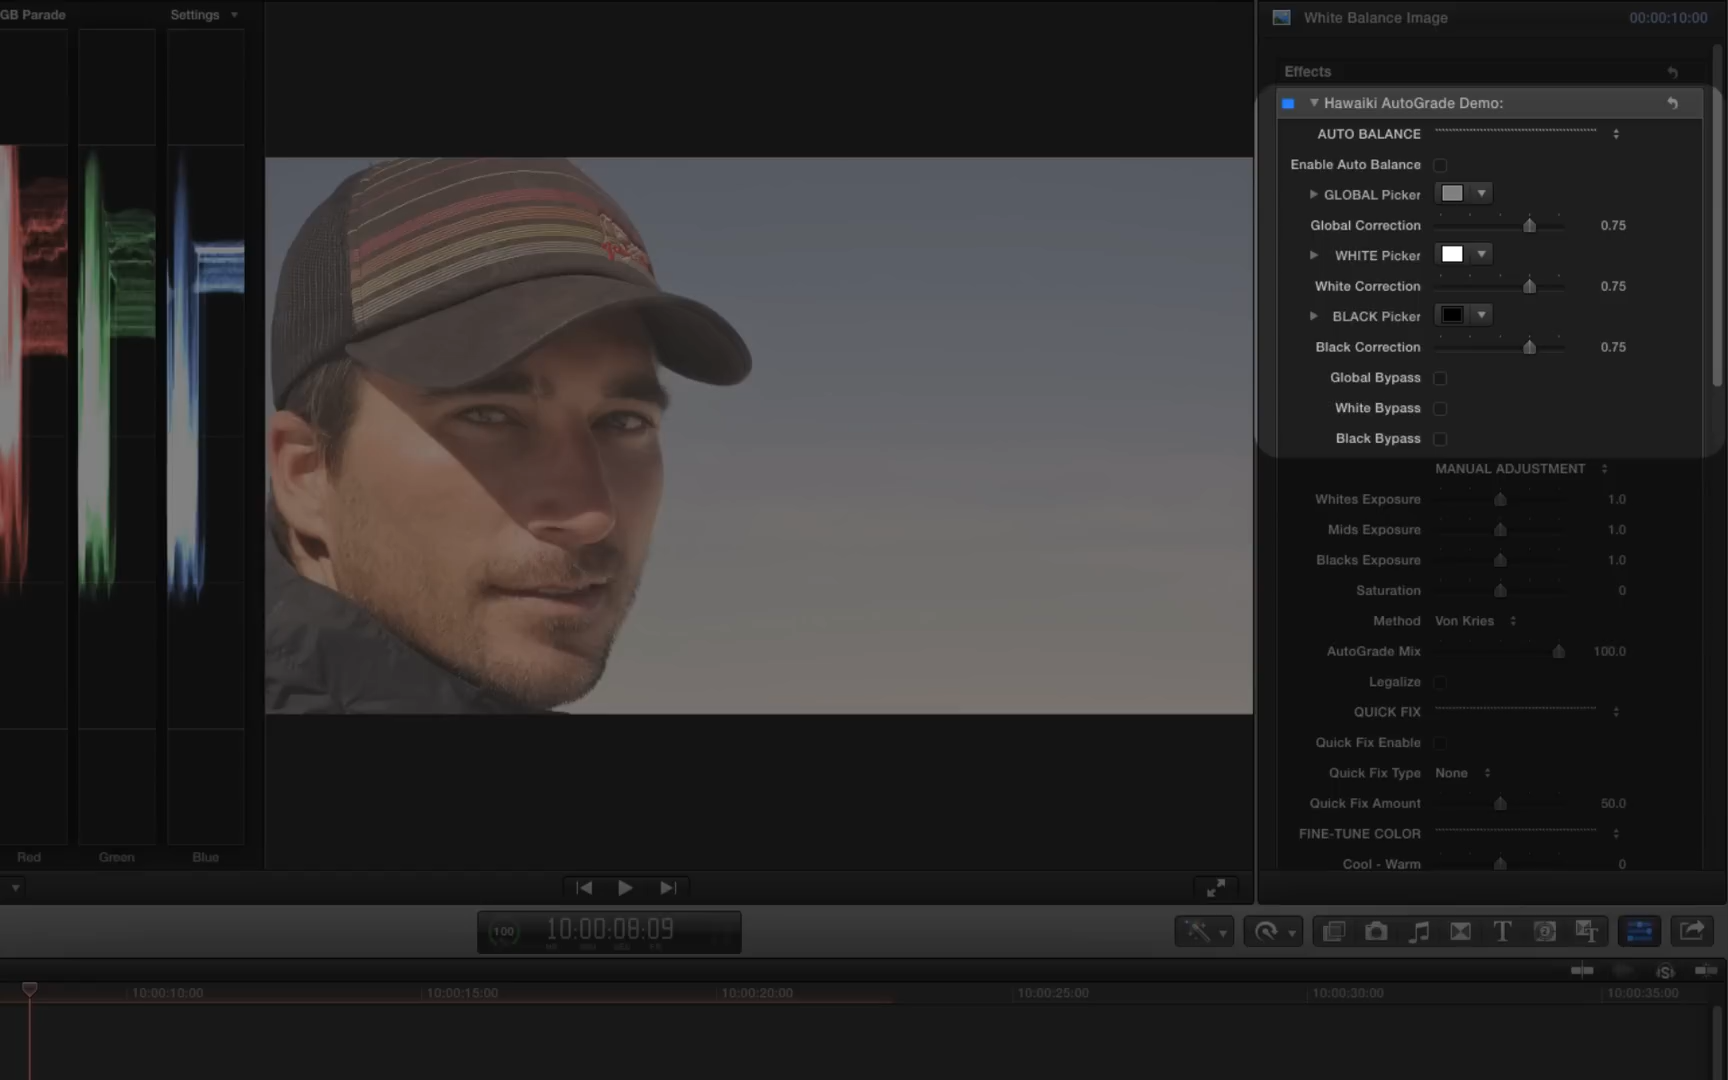 GB Parade
Settings
Red
Green
Blue
White Balance Image
00:00:10:00
Effects
Hawaiki AutoGrade Demo:
AUTO BALANCE
Enable Auto Balance
GLOBAL Picker
Global Correction 0.75
WHITE Picker
White Correction 0.75
BLACK Picker
Black Correction 0.75
Global Bypass
White Bypass
Black Bypass
MANUAL ADJUSTMENT
Whites Exposure 1.0
Mids Exposure 1.0
Blacks Exposure 1.0
Saturation 0
Method Von Kries
AutoGrade Mix 100.0
Legalize
QUICK FIX
Quick Fix Enable
Quick Fix Type None
Quick Fix Amount 50.0
FINE-TUNE COLOR
Cool - Warm 0
100
10:00:08:09
10:00:10:00
10:00:15:00
10:00:20:00
10:00:25:00
10:00:30:00
10:00:35:00